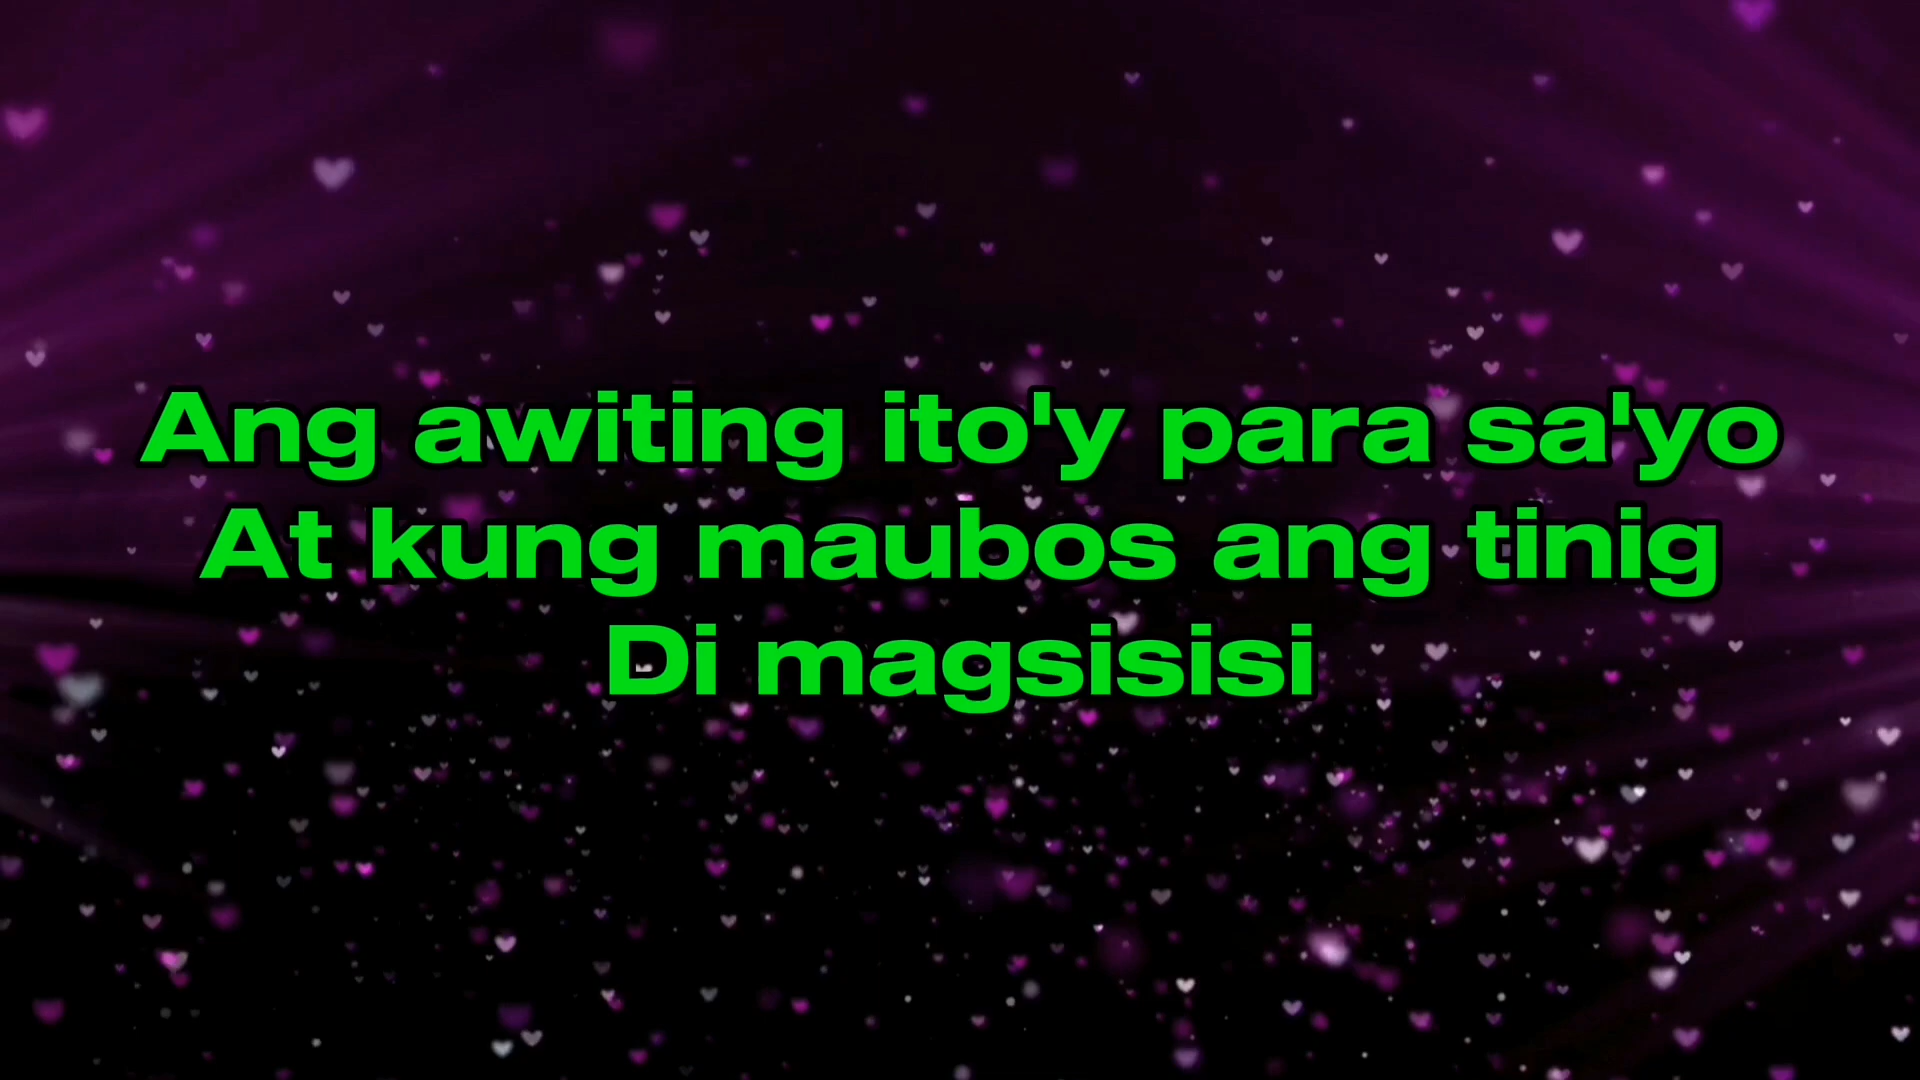 Ang awiting ito'y para sa'yo
At kung maubos ang tinig
Di magsisisi